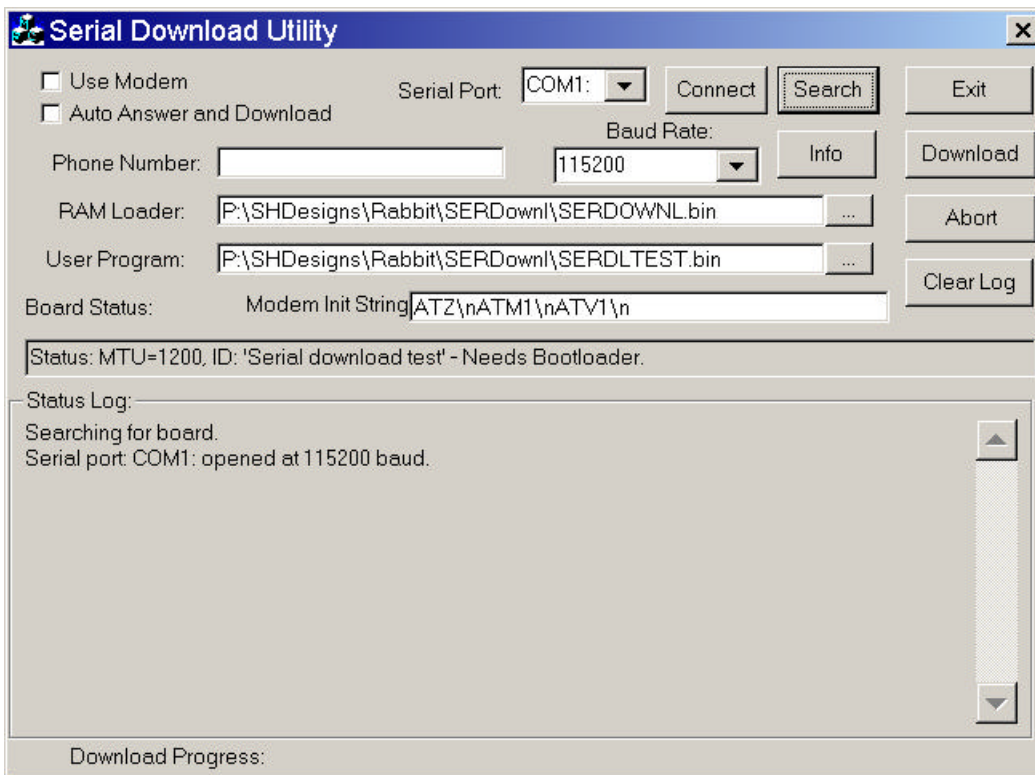 Serial Download Utility
Use Modem
Serial Port: COM1: Connect Search Exit
Auto Answer and Download
Baud Rate:
Phone Number: 115200 Info Download
RAM Loader: P:\SHDesigns\Rabbit\SERDownl\SERDOWNL.bin ... Abort
User Program: P:\SHDesigns\Rabbit\SERDownl\SERDLTEST.bin ...
Clear Log
Board Status: Modem Init String ATZ\nATM1\nATV1\n
Status: MTU=1200, ID: 'Serial download test' - Needs Bootloader.
Status Log:
Searching for board.
Serial port: COM1: opened at 115200 baud.
Download Progress: